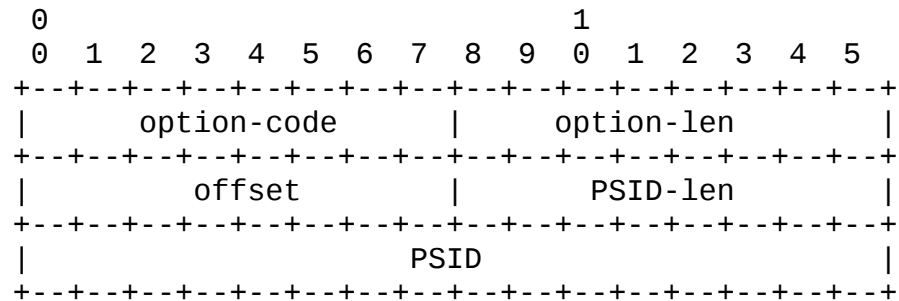 0                             1
 0  1  2  3  4  5  6  7  8  9  0  1  2  3  4  5
+--+--+--+--+--+--+--+--+--+--+--+--+--+--+--+--+
|      option-code      |     option-len        |
+--+--+--+--+--+--+--+--+--+--+--+--+--+--+--+--+
|         offset        |       PSID-len        |
+--+--+--+--+--+--+--+--+--+--+--+--+--+--+--+--+
|                     PSID                      |
+--+--+--+--+--+--+--+--+--+--+--+--+--+--+--+--+